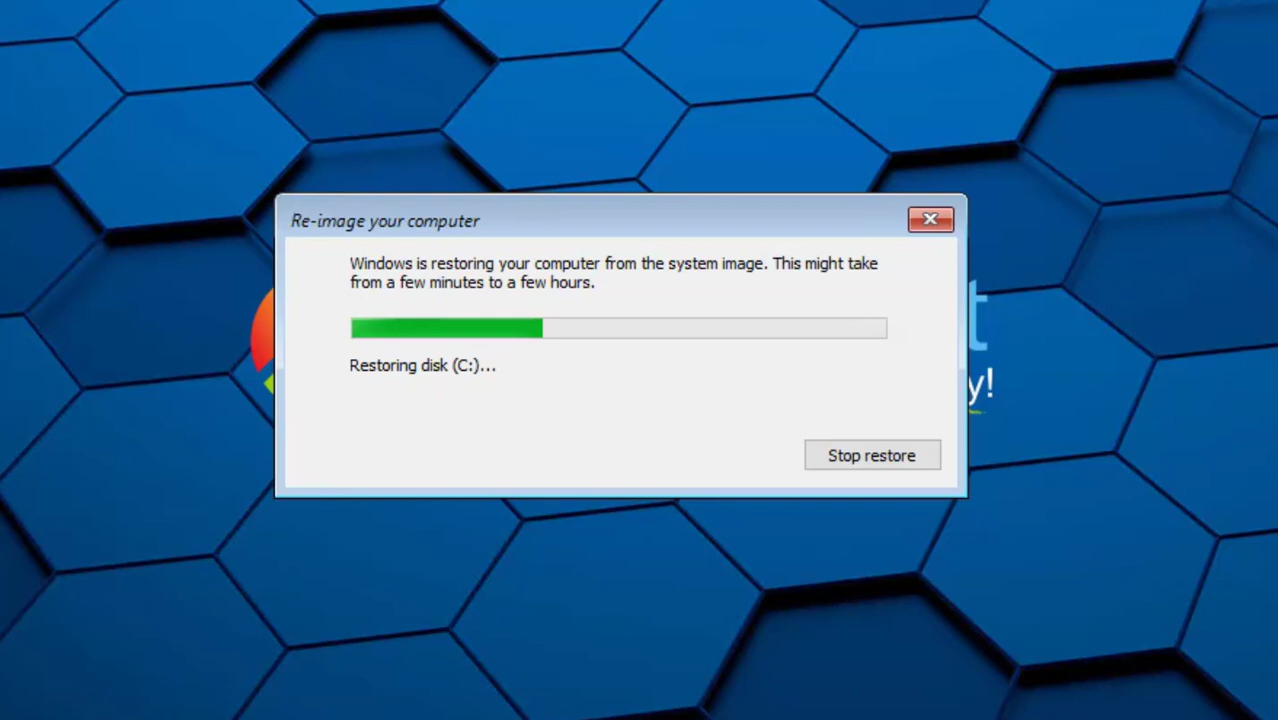 Re-image your computer
Windows is restoring your computer from the system image. This might take
from a few minutes to a few hours.
Restoring disk (C:)...
t
y!
Stop restore